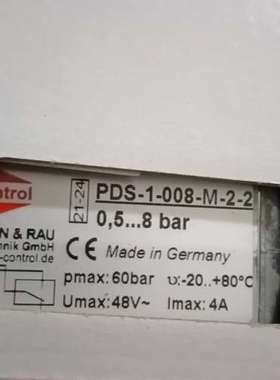 ntrol
21-24
PDS-1-008-M-2-2
0,5...8 bar
N & RAU
nik GmbH
-control.de
CE Made in Germany
pmax: 60bar υ:-20..+80°C
Umax: 48V~ Imax: 4A